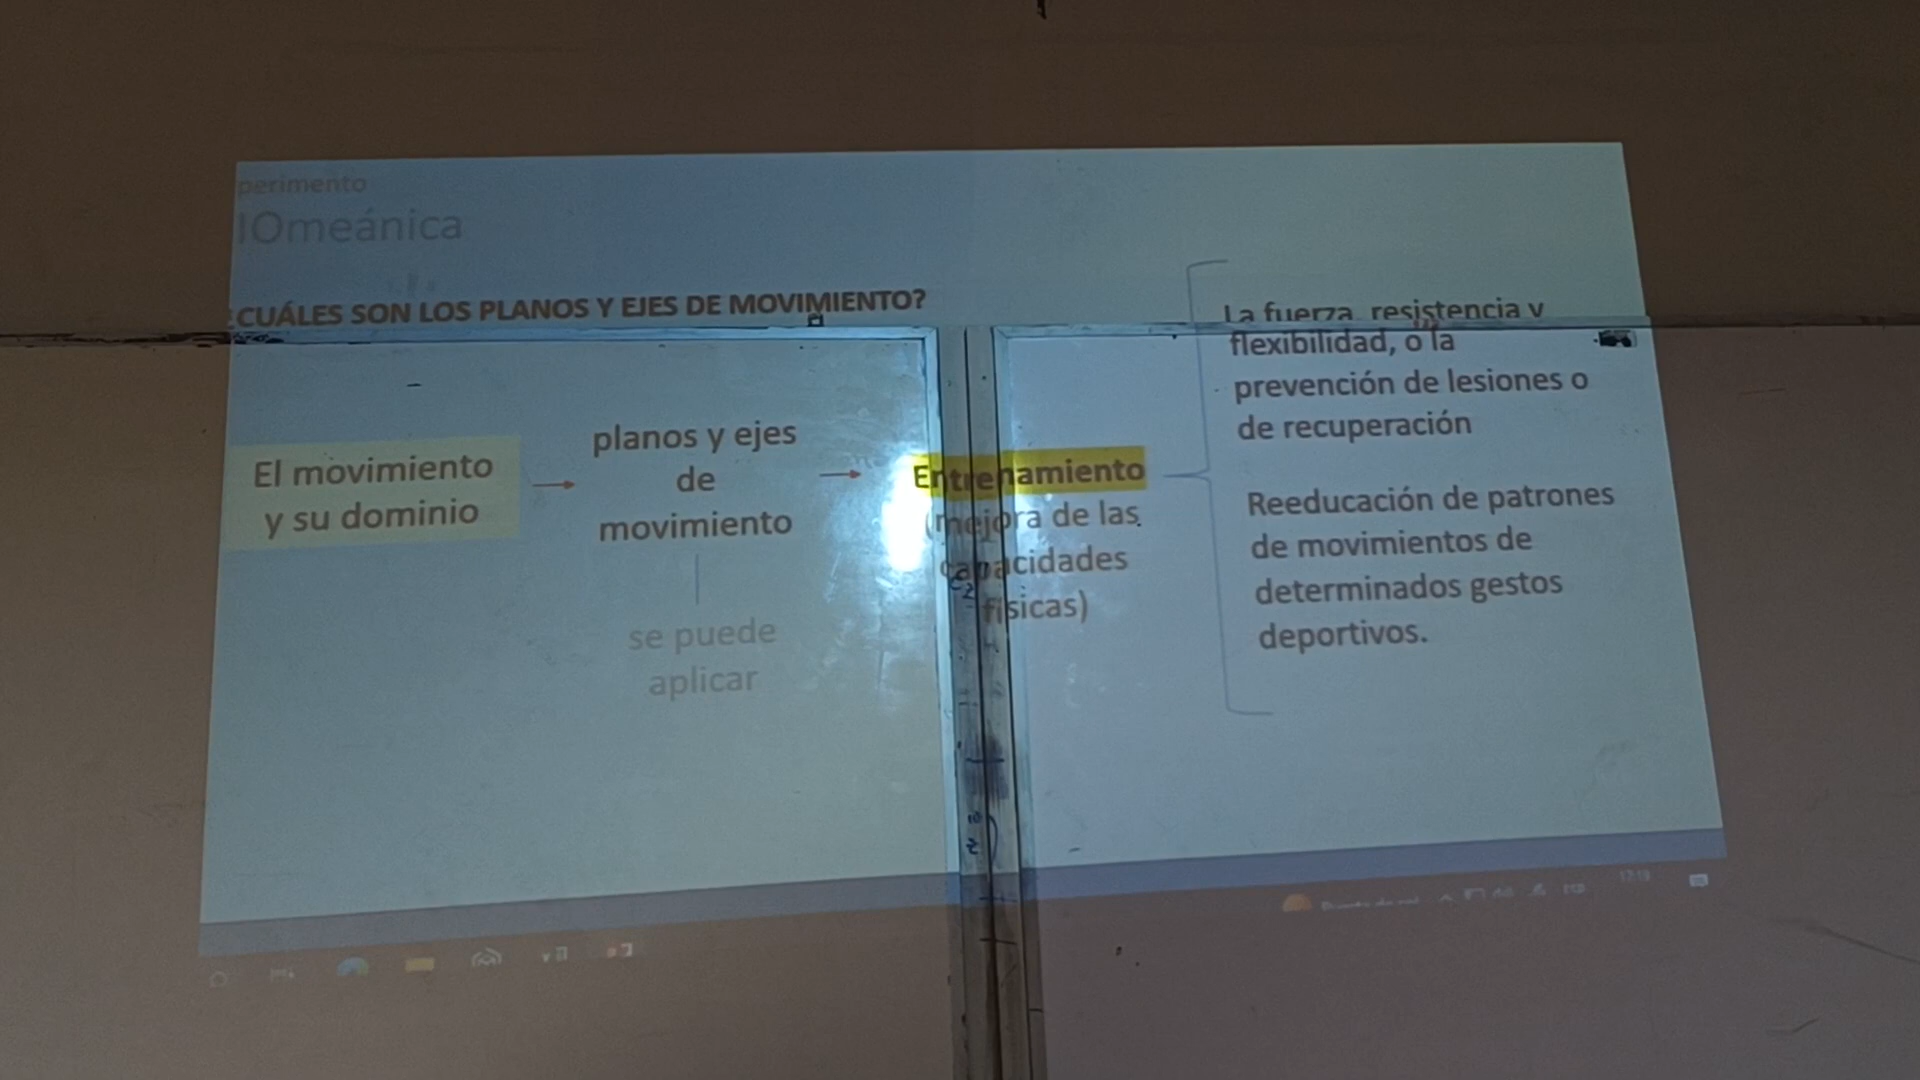 perimento
IOmeánica
¿CUÁLES SON LOS PLANOS Y EJES DE MOVIMIENTO?
El movimiento
y su dominio
planos y ejes
de
movimiento
se puede
aplicar
Entrenamiento
(mejora de las
capacidades
físicas)
La fuerza, resistencia y
flexibilidad, o la
prevención de lesiones o
de recuperación
Reeducación de patrones
de movimientos de
determinados gestos
deportivos.